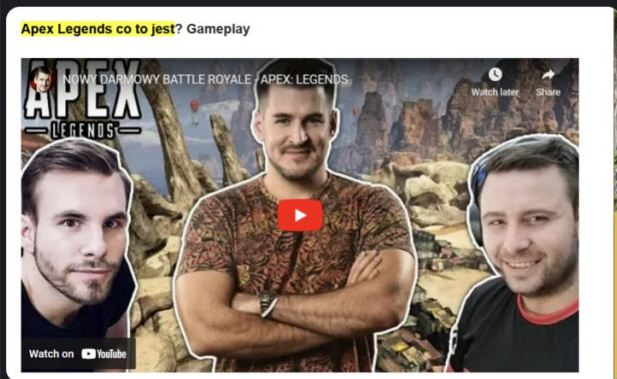 Apex Legends co to jest? Gameplay
NOWY DARMOWY BATTLE ROYALE - APEX: LEGENDS
Watch later
Share
APEX
LEGENDS
Watch on YouTube